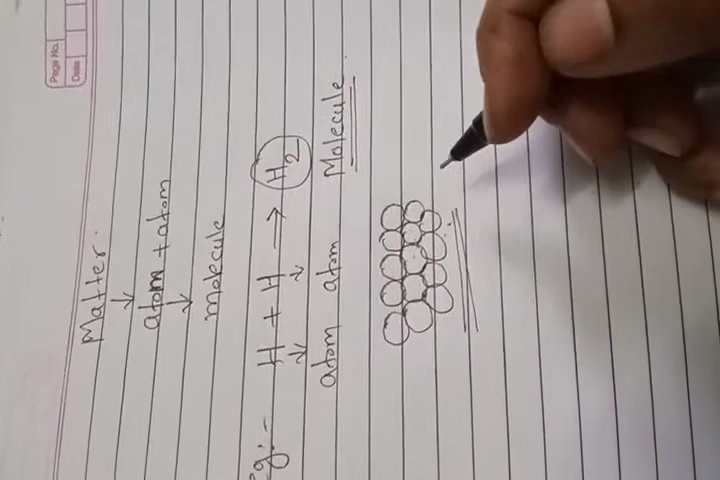 Page No.
Date
Matter.
↓
atom + atom
↓
molecule
eg:- H + H → H2
↓ ↓
atom atom Molecule.